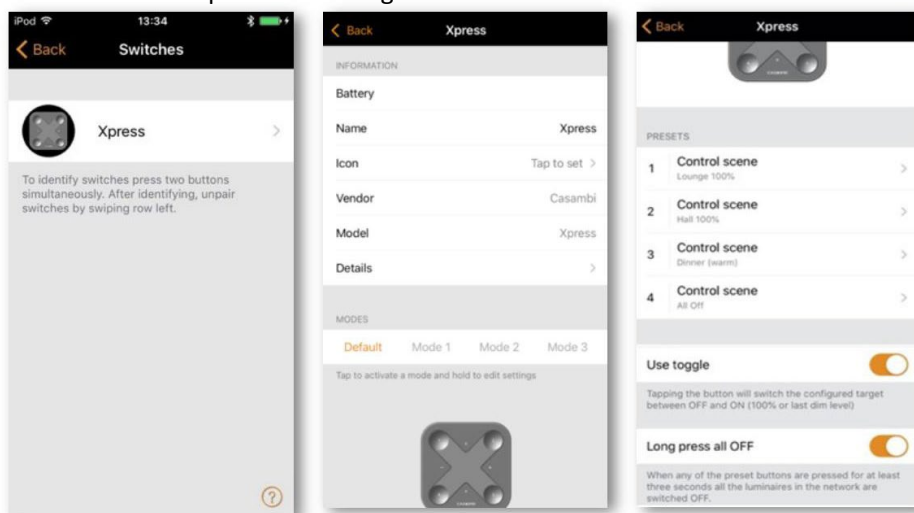 iPod 13:34
Back Switches
Xpress
To identify switches press two buttons
simultaneously. After identifying, unpair
switches by swiping row left.
?
Back Xpress
INFORMATION
Battery
Name Xpress
Icon Tap to set
Vendor Casambi
Model Xpress
Details
MODES
Default Mode 1 Mode 2 Mode 3
Tap to activate a mode and hold to edit settings
Back Xpress
PRESETS
1 Control scene
Lounge 100%
2 Control scene
Hall 100%
3 Control scene
Dinner (warm)
4 Control scene
All Off
Use toggle
Tapping the button will switch the configured target
between OFF and ON (100% or last dim level)
Long press all OFF
When any of the preset buttons are pressed for at least
three seconds all the luminaires in the network are
switched OFF.